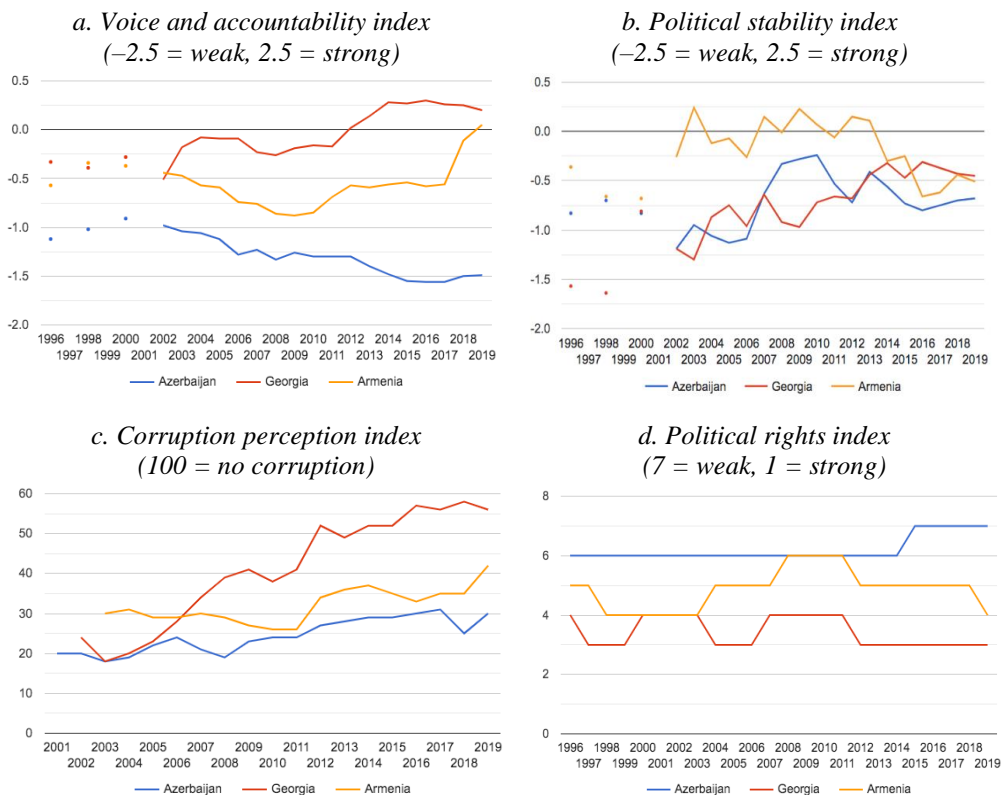 a. Voice and accountability index
(–2.5 = weak, 2.5 = strong)
0.5
0.0
-0.5
-1.0
-1.5
-2.0
1996 1998 2000 2002 2004 2006 2008 2010 2012 2014 2016 2018
1997 1999 2001 2003 2005 2007 2009 2011 2013 2015 2017 2019
Azerbaijan Georgia Armenia
b. Political stability index
(–2.5 = weak, 2.5 = strong)
0.5
0.0
-0.5
-1.0
-1.5
-2.0
1996 1998 2000 2002 2004 2006 2008 2010 2012 2014 2016 2018
1997 1999 2001 2003 2005 2007 2009 2011 2013 2015 2017 2019
Azerbaijan Georgia Armenia
c. Corruption perception index
(100 = no corruption)
60
50
40
30
20
10
0
2001 2003 2005 2007 2009 2011 2013 2015 2017 2019
2002 2004 2006 2008 2010 2012 2014 2016 2018
Azerbaijan Georgia Armenia
d. Political rights index
(7 = weak, 1 = strong)
8
6
4
2
0
1996 1998 2000 2002 2004 2006 2008 2010 2012 2014 2016 2018
1997 1999 2001 2003 2005 2007 2009 2011 2013 2015 2017 2019
Azerbaijan Georgia Armenia